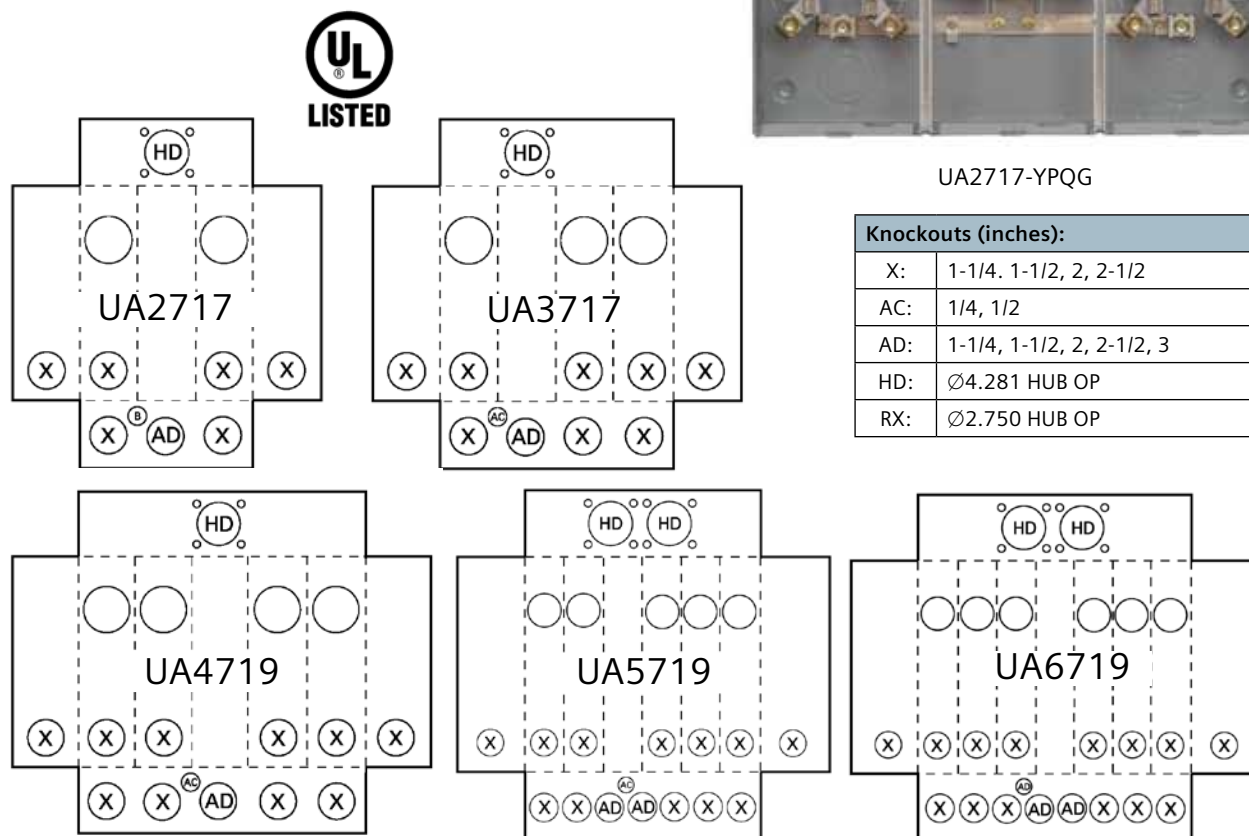 UL
®
LISTED
UA2717-YPQG
Knockouts (inches):
X: 1-1/4. 1-1/2, 2, 2-1/2
AC: 1/4, 1/2
AD: 1-1/4, 1-1/2, 2, 2-1/2, 3
HD: Ø4.281 HUB OP
RX: Ø2.750 HUB OP
HD
UA2717
X X X X
B
X AD X
HD
UA3717
X X X X X
AC
X AD X X
HD
UA4719
X X X X X X
AC
X X AD X X
HD HD
UA5719
X X X X X X X
AC
X X AD AD X X X
HD HD
UA6719
X X X X X X X X
AD
X X X AD AD X X X